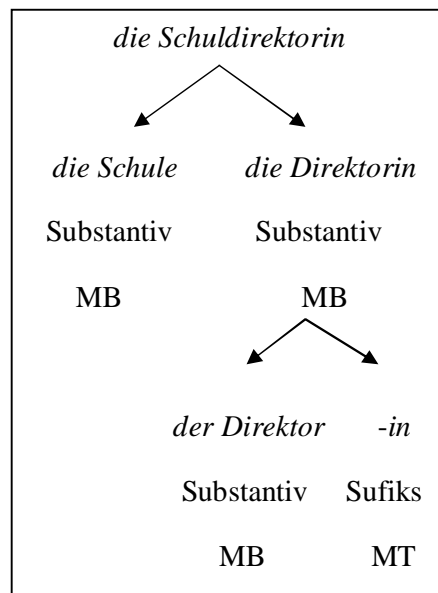 die Schuldirektorin
die Schule die Direktorin
Substantiv Substantiv
MB MB
der Direktor -in
Substantiv Sufiks
MB MT